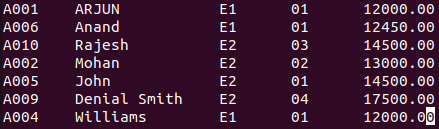 A001 ARJUN E1 01 12000.00
A006 Anand E1 01 12450.00
A010 Rajesh E2 03 14500.00
A002 Mohan E2 02 13000.00
A005 John E2 01 14500.00
A009 Denial Smith E2 04 17500.00
A004 Williams E1 01 12000.00